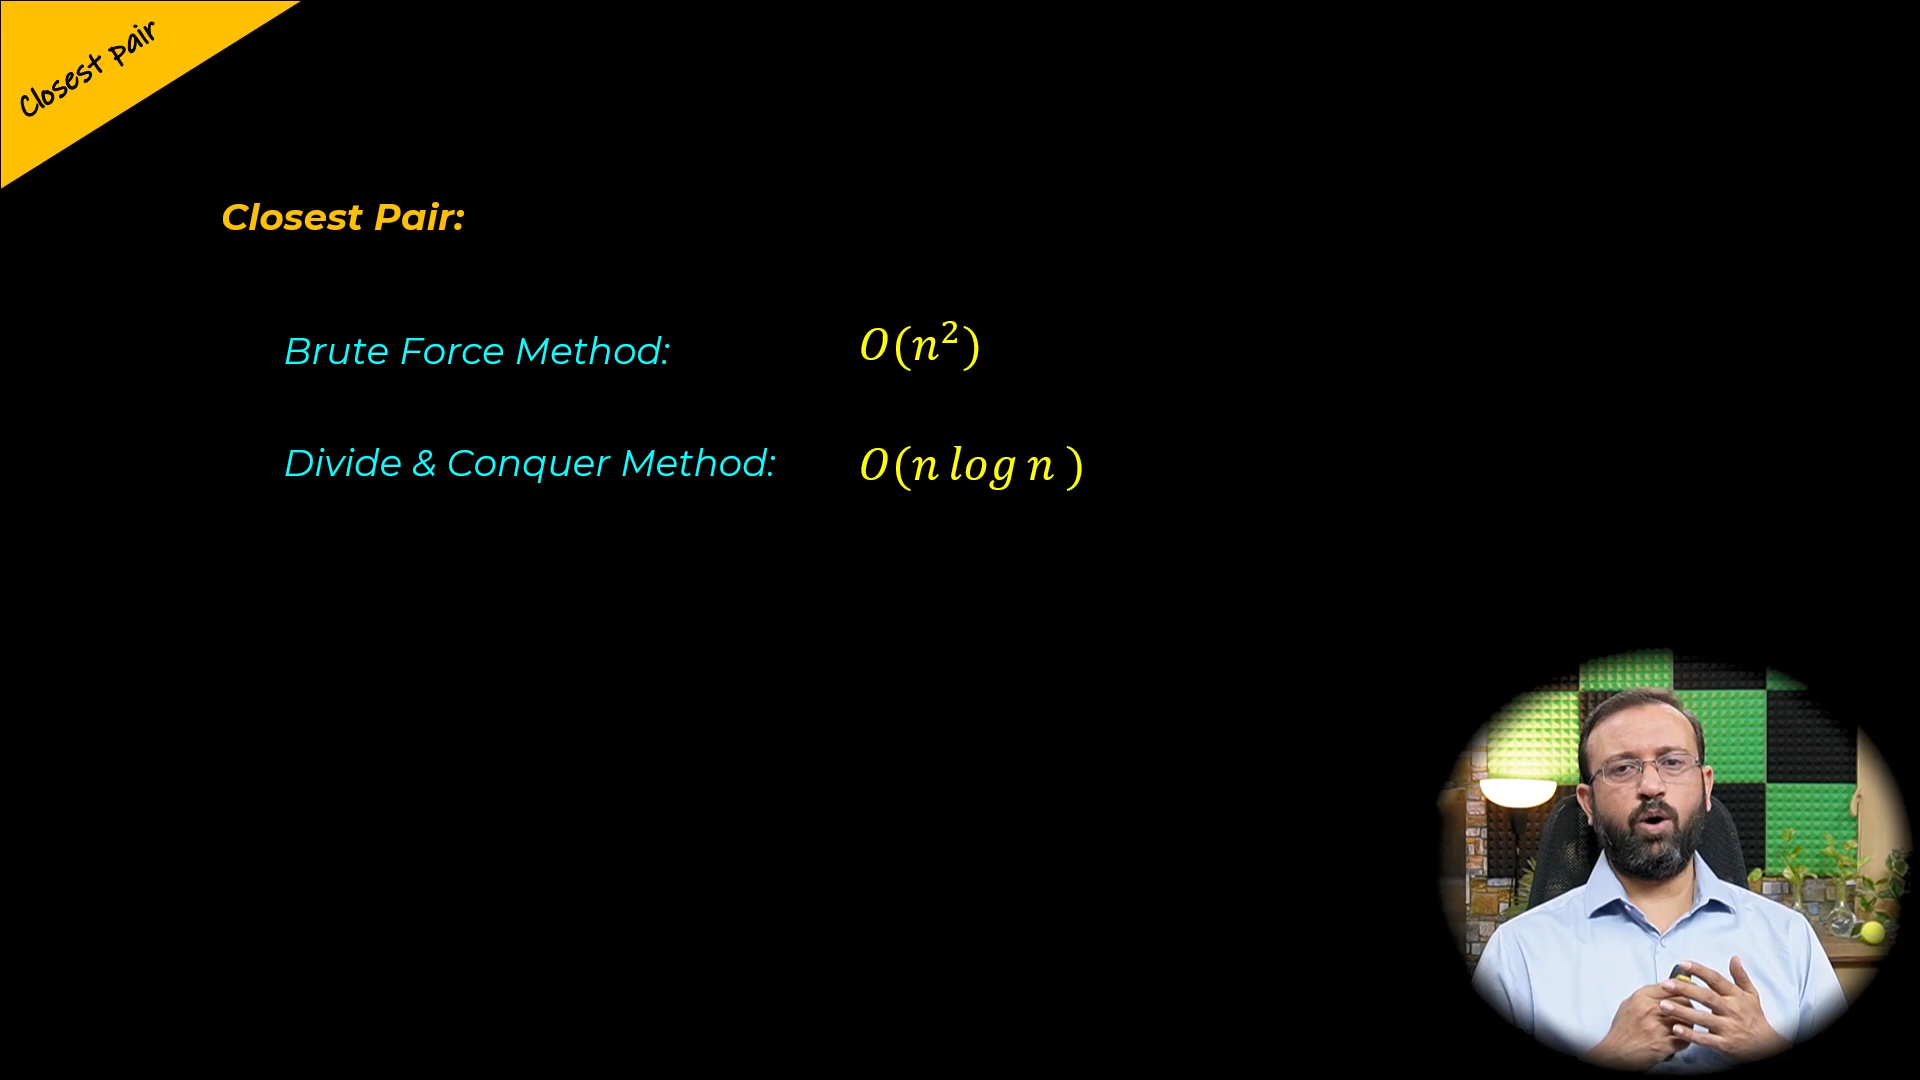 Closest pair
Closest Pair:
Brute Force Method: O(n²)
Divide & Conquer Method: O(n log n )